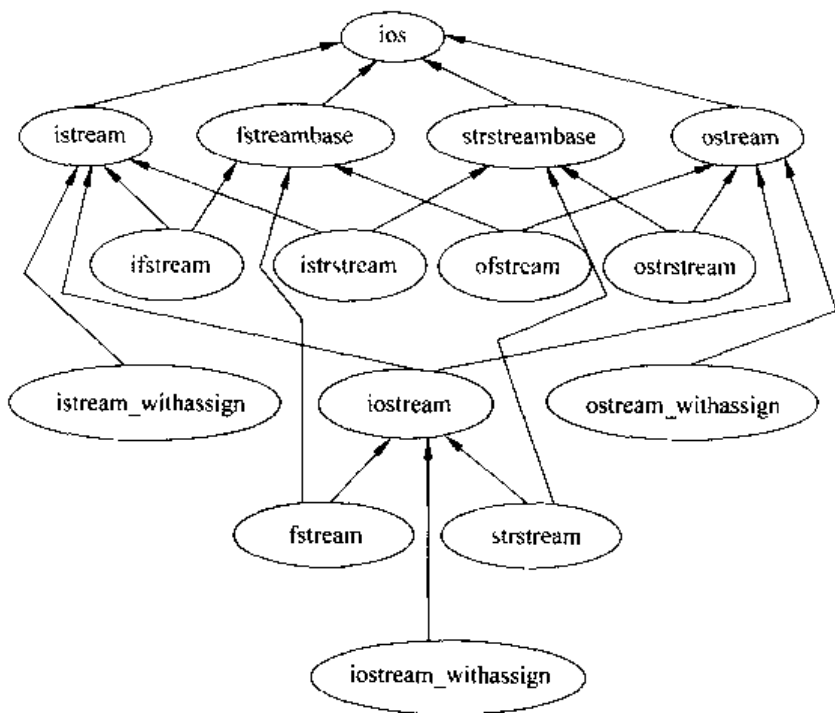 ios
istream
fstreambase
strstreambase
ostream
ifstream
istrstream
ofstream
ostrstream
istream_withassign
iostream
ostream_withassign
fstream
strstream
iostream_withassign